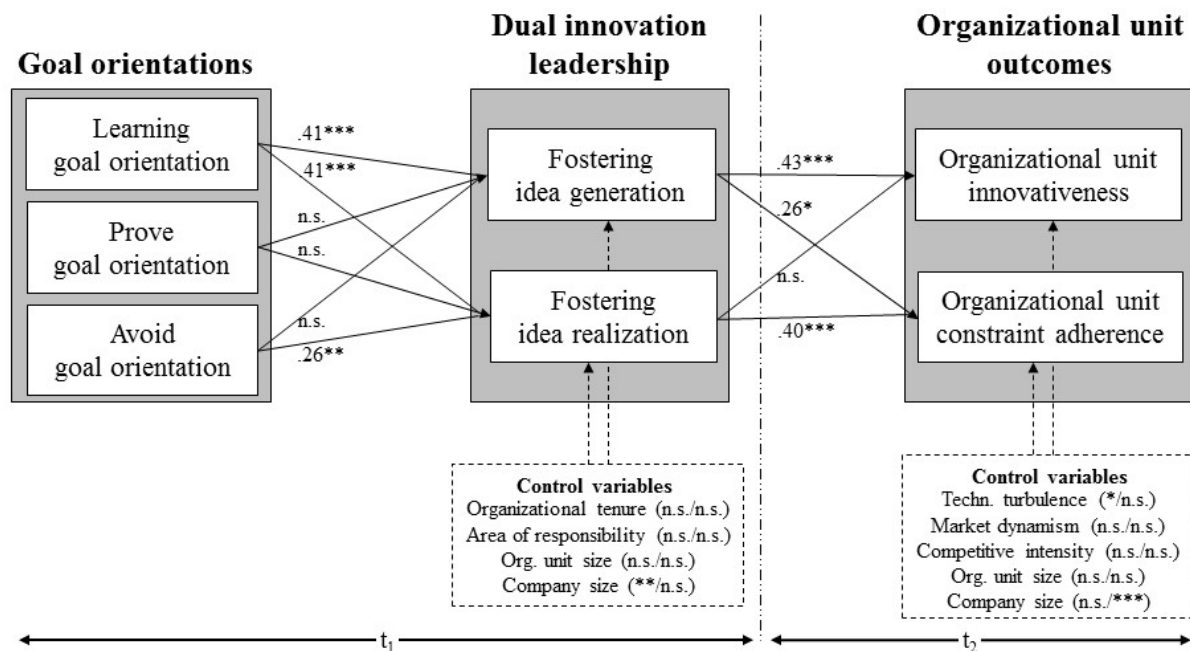 Goal orientations
Learning
goal orientation
Prove
goal orientation
Avoid
goal orientation
.41***
.41***
n.s.
n.s.
n.s.
.26**
Dual innovation
leadership
Fostering
idea generation
Fostering
idea realization
Control variables
Organizational tenure (n.s./n.s.)
Area of responsibility (n.s./n.s.)
Org. unit size (n.s./n.s.)
Company size (**/n.s.)
.43***
.26*
n.s.
.40***
Organizational unit
outcomes
Organizational unit
innovativeness
Organizational unit
constraint adherence
Control variables
Techn. turbulence (*/n.s.)
Market dynamism (n.s./n.s.)
Competitive intensity (n.s./n.s.)
Org. unit size (n.s./n.s.)
Company size (n.s./***)
t₁
t₂